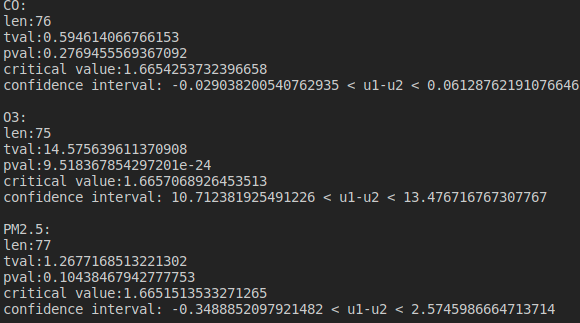 CO:
len:76
tval:0.594614066766153
pval:0.2769455569367092
critical value:1.6654253732396658
confidence interval: -0.029038200540762935 < u1-u2 < 0.06128762191076646
O3:
len:75
tval:14.575639611370908
pval:9.518367854297201e-24
critical value:1.6657068926453513
confidence interval: 10.712381925491226 < u1-u2 < 13.476716767307767
PM2.5:
len:77
tval:1.2677168513221302
pval:0.10438467942777753
critical value:1.6651513533271265
confidence interval: -0.3488852097921482 < u1-u2 < 2.5745986664713714